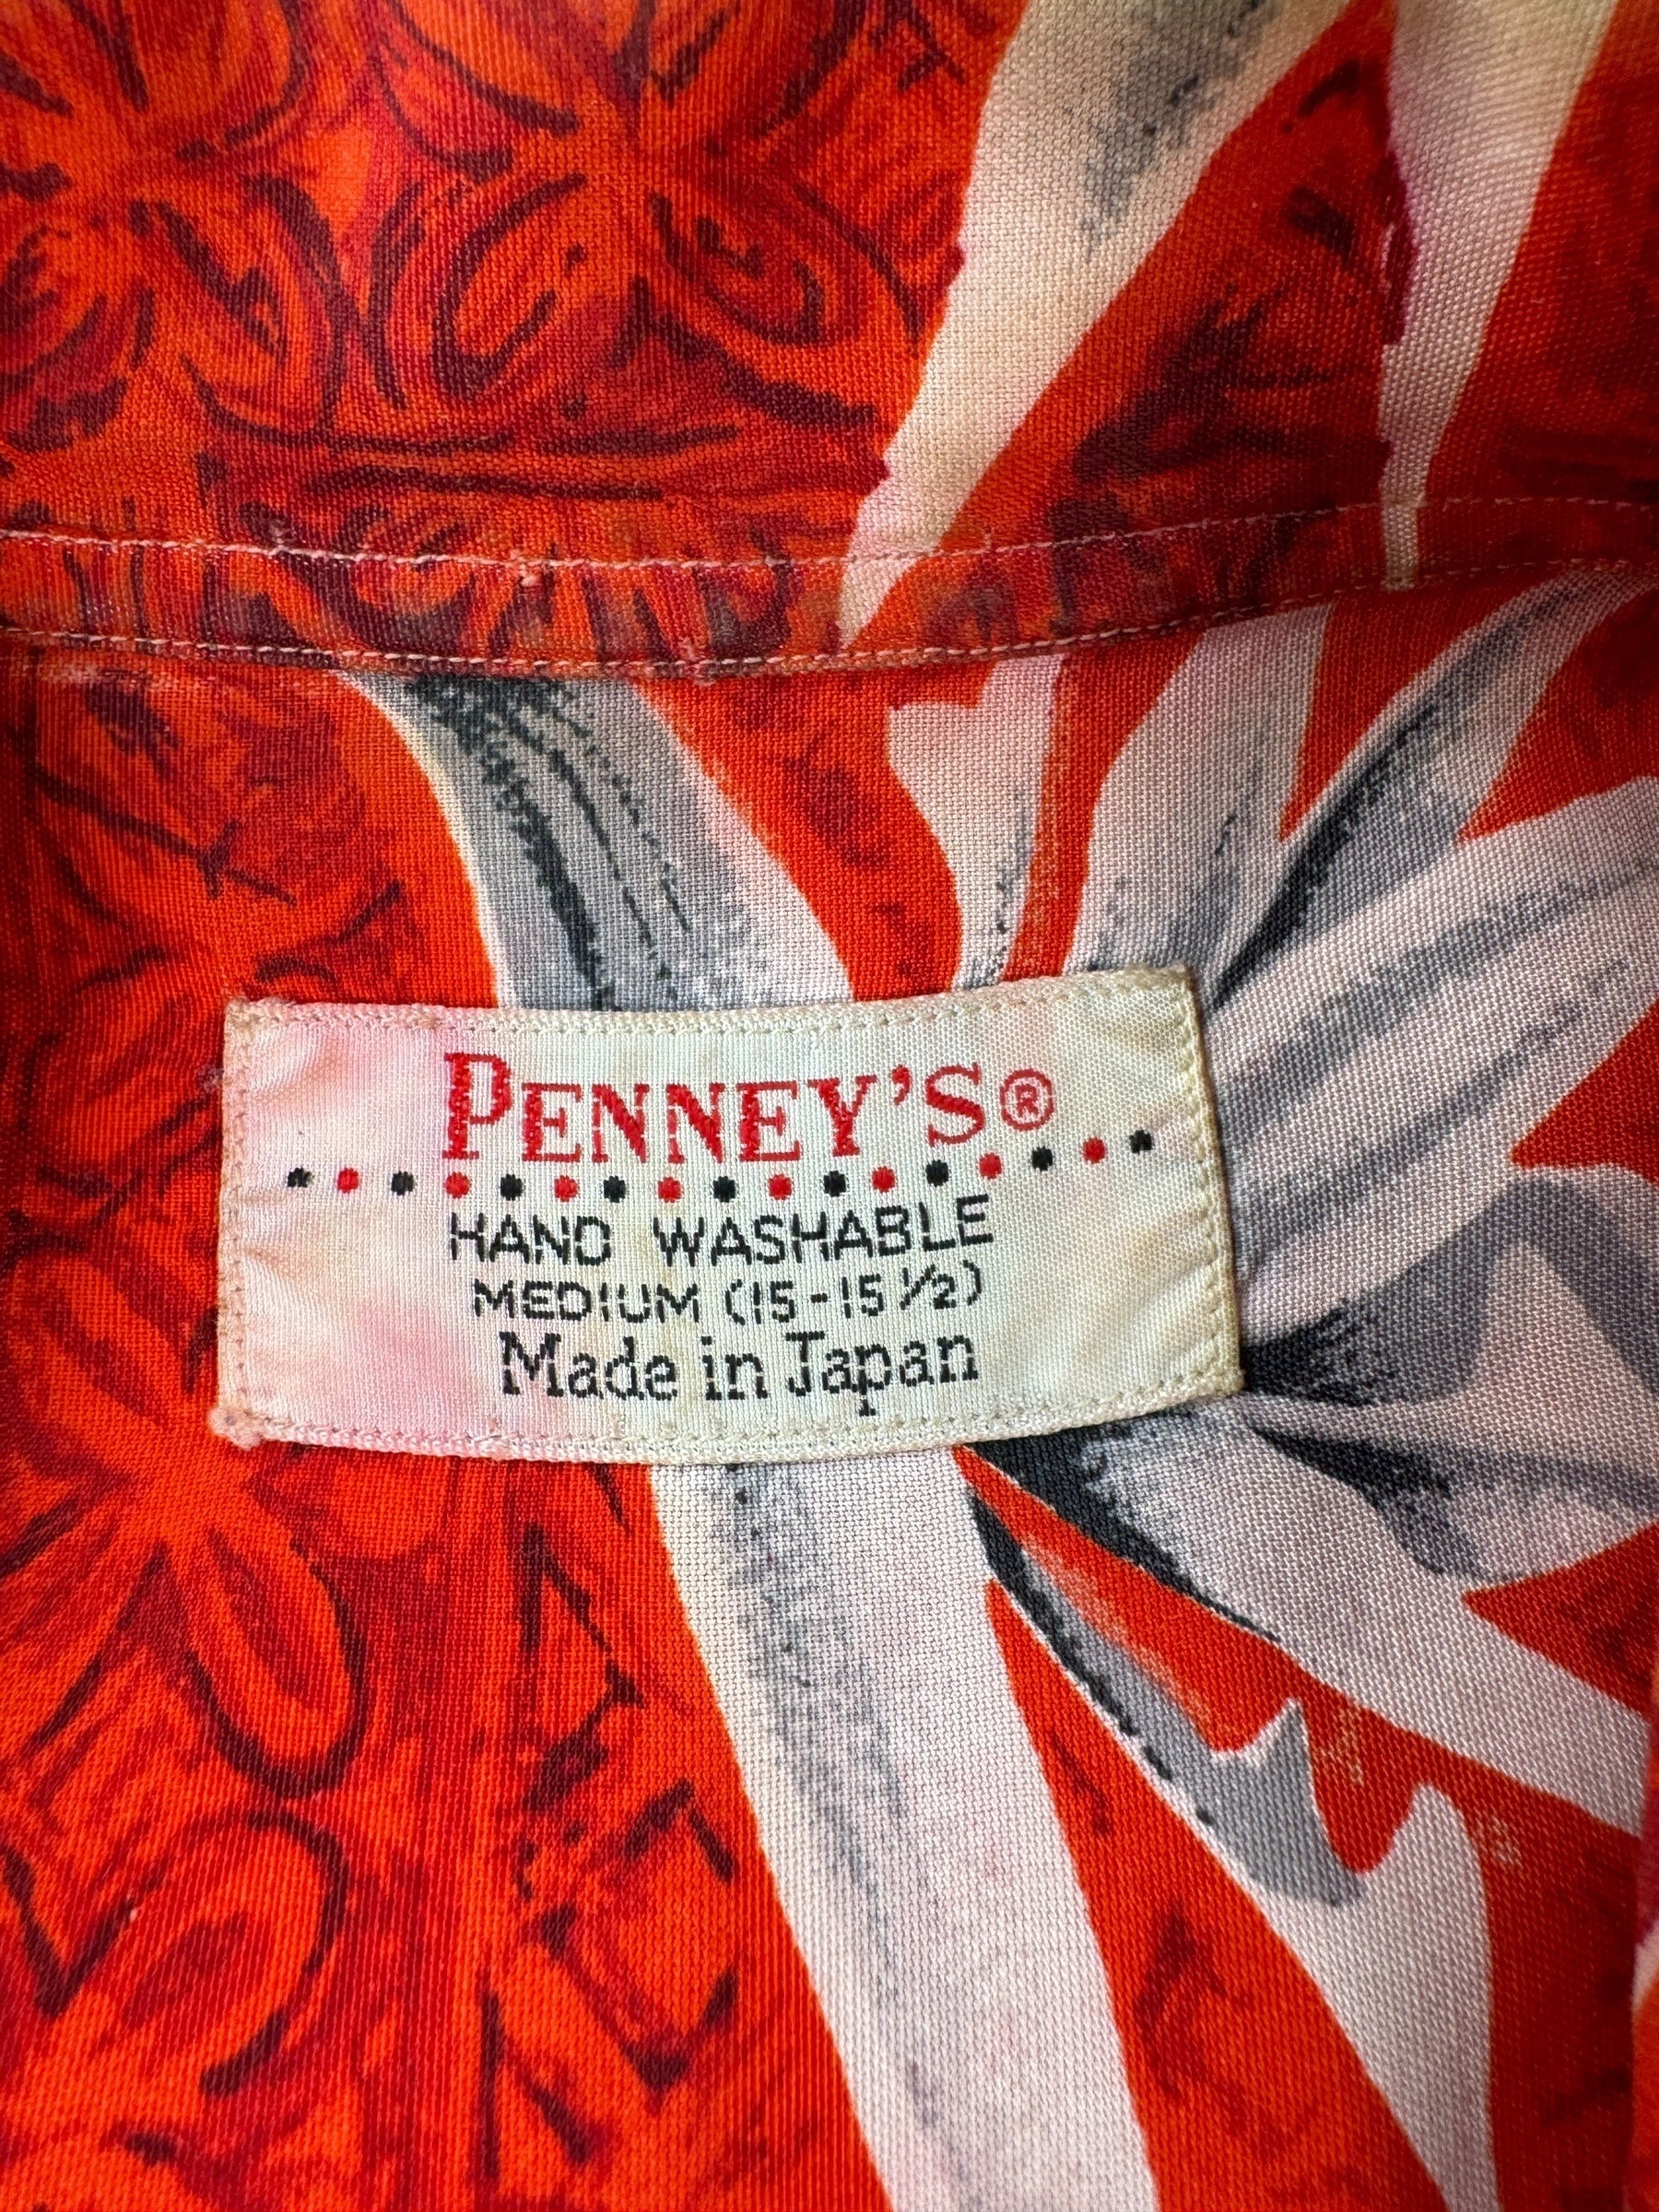 PENNEY'S®
HAND WASHABLE
MEDIUM (15-15 1/2)
Made in Japan